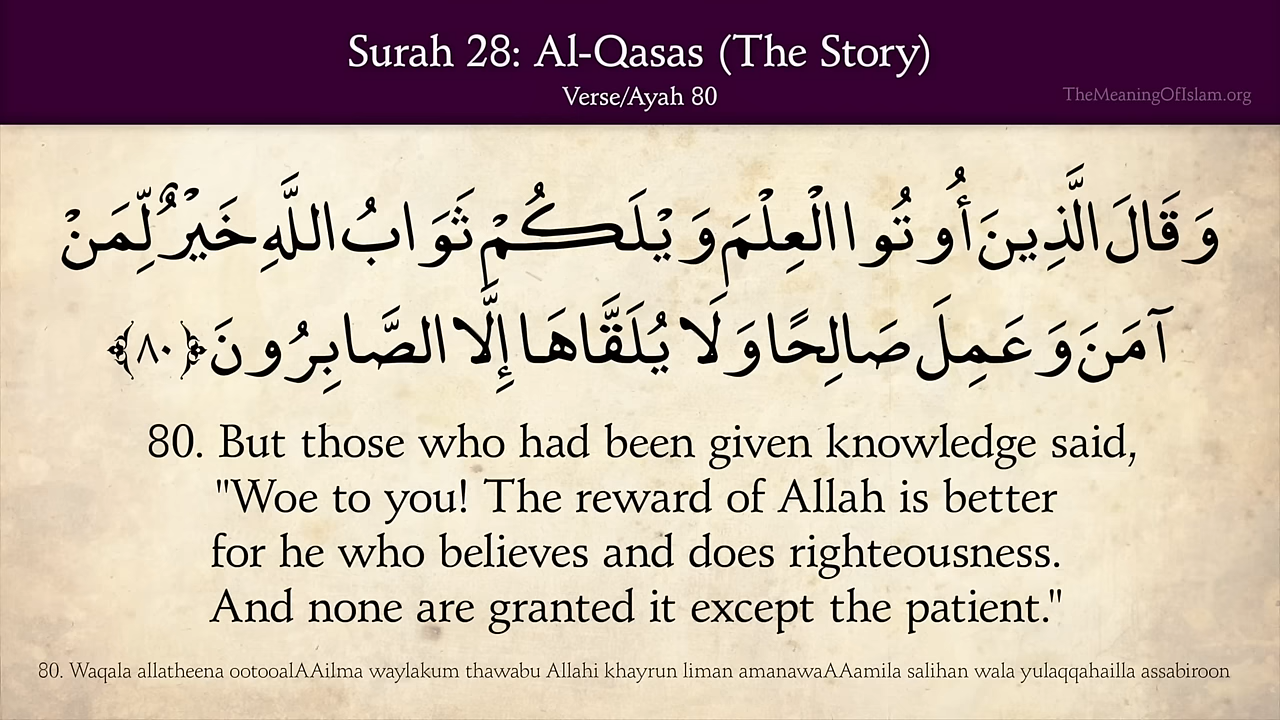 Surah 28: Al-Qasas (The Story)
Verse/Ayah 80
TheMeaningOfIslam.org
وَقَالَ الَّذِينَ أُوتُوا الْعِلْمَ وَيْلَكُمْ ثَوَابُ اللَّهِ خَيْرٌ لِّمَنْ
آمَنَ وَعَمِلَ صَالِحًا وَلَا يُلَقَّاهَا إِلَّا الصَّابِرُونَ ﴿٨٠﴾
80. But those who had been given knowledge said,
"Woe to you! The reward of Allah is better
for he who believes and does righteousness.
And none are granted it except the patient."
80. Waqala allatheena ootooalAAilma waylakum thawabu Allahi khayrun liman amanawaAAamila salihan wala yulaqqahailla assabiroon